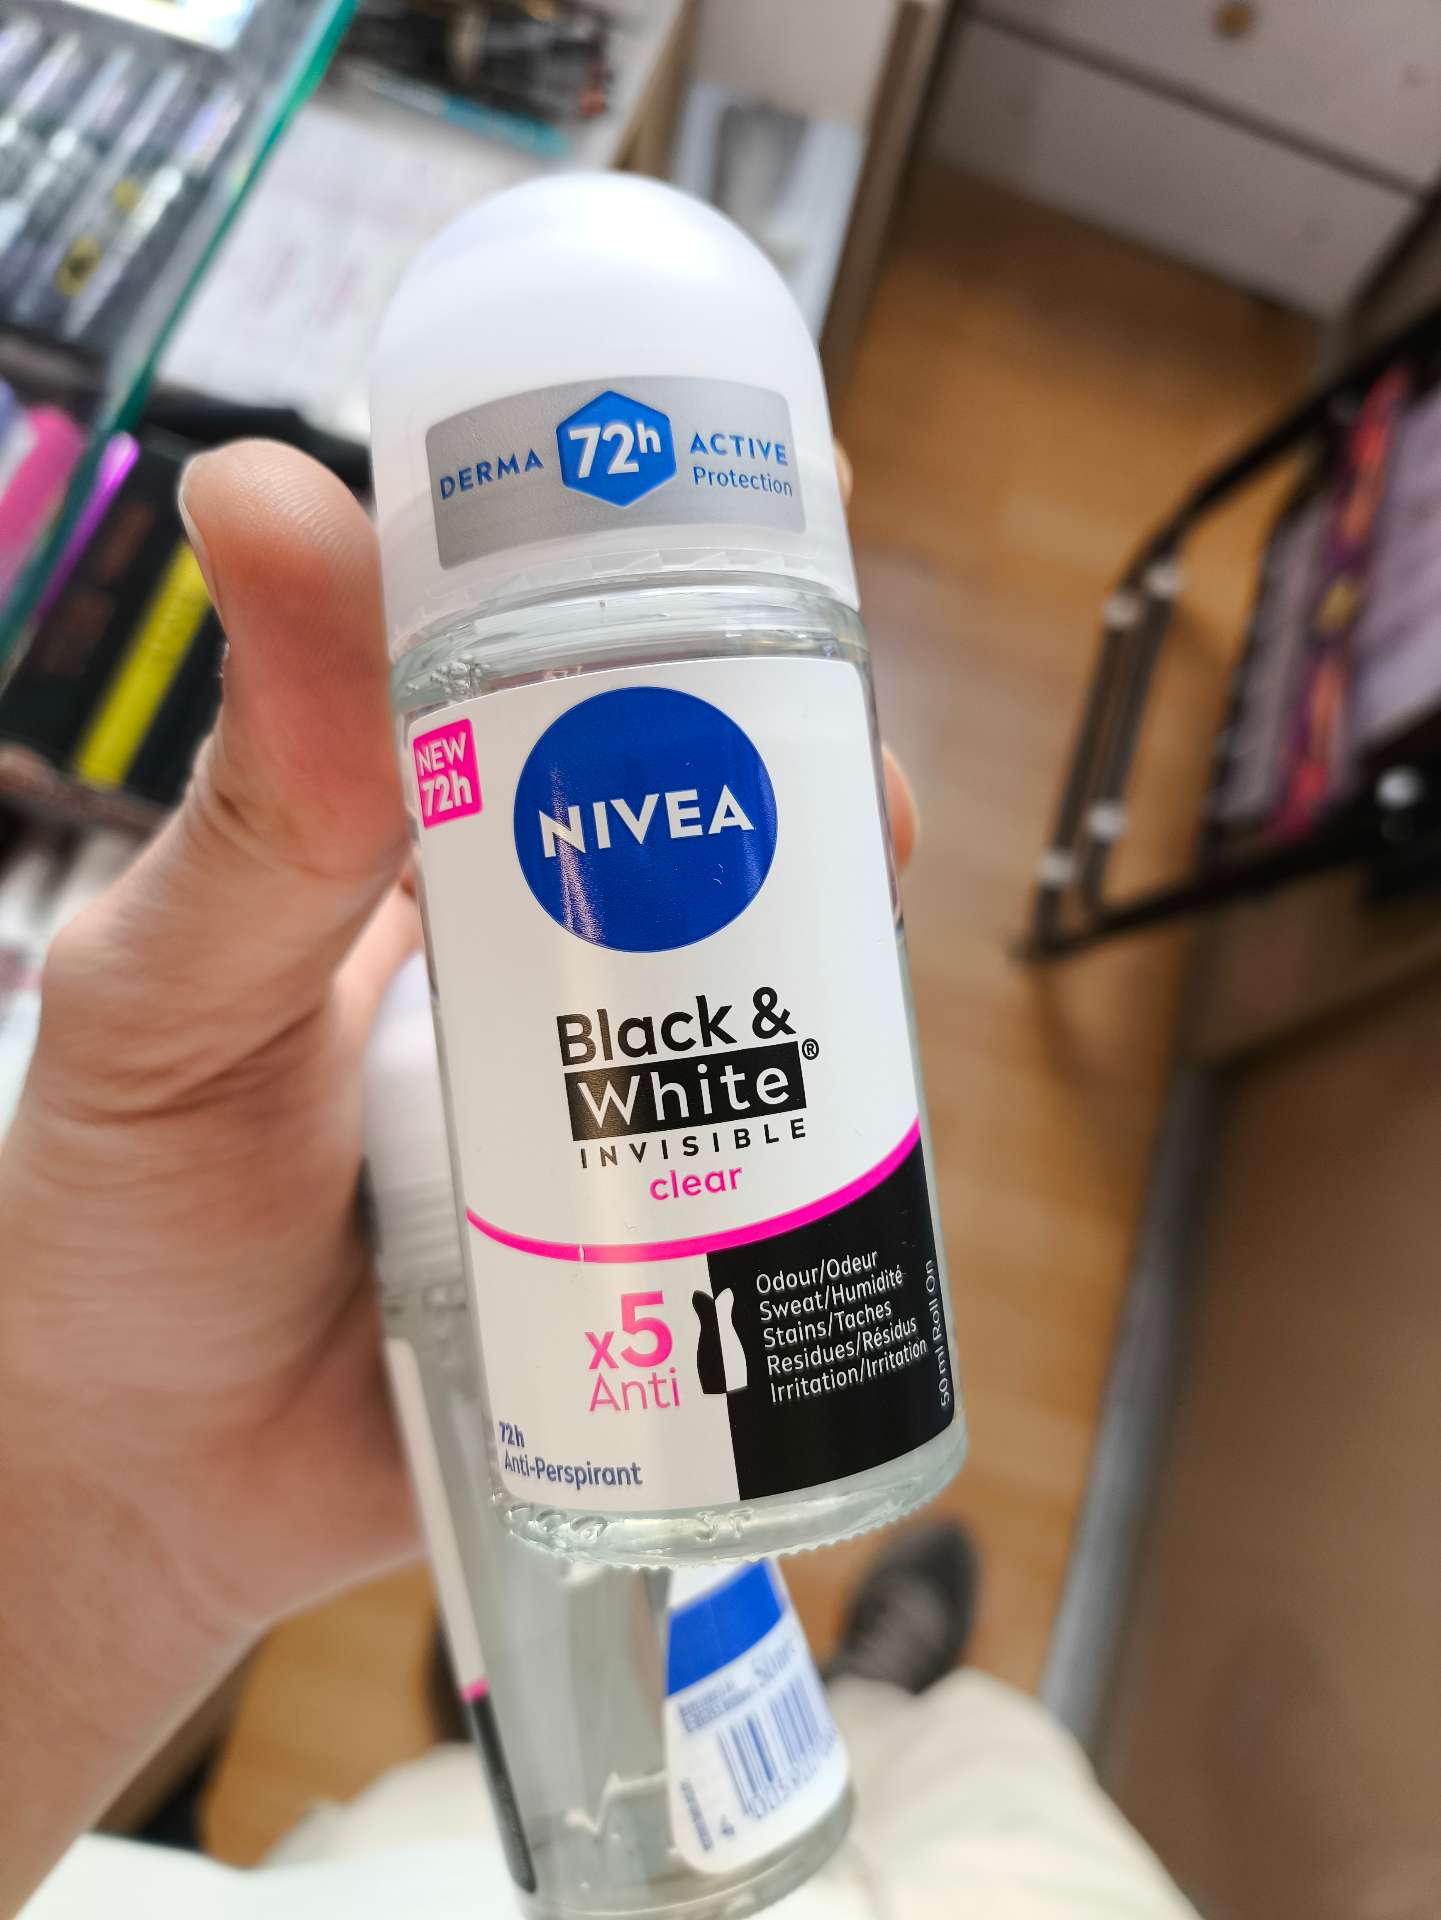 DERMA 72h ACTIVE
Protection
NEW
72h
NIVEA
Black &
White®
INVISIBLE
clear
x5
Anti
Odour/Odeur
Sweat/Humidité
Stains/Taches
Residues/Résidus
Irritation/Irritation
50 ml Roll On
72h
Anti-Perspirant